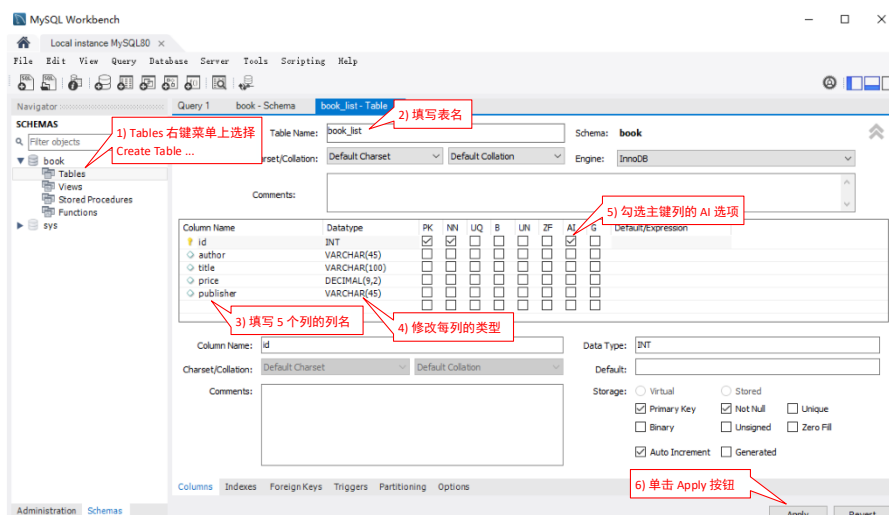 MySQL Workbench
Local instance MySQL80 ×
File Edit View Query Database Server Tools Scripting Help
Navigator
Query 1 book - Schema book_list - Table
SCHEMAS
Filter objects
book
Tables
Views
Stored Procedures
Functions
sys
1) Tables 右键菜单上选择
Create Table ...
2) 填写表名
Table Name: book_list Schema: book
Charset/Collation: Default Charset Default Collation Engine: InnoDB
Comments:
5) 勾选主键列的 AI 选项
Column Name Datatype PK NN UQ B UN ZF AI G Default/Expression
id INT
author VARCHAR(45)
title VARCHAR(100)
price DECIMAL(9,2)
publisher VARCHAR(45)
3) 填写 5 个列的列名
4) 修改每列的类型
Column Name: id Data Type: INT
Charset/Collation: Default Charset Default Collation Default:
Comments: Storage: Virtual Stored
Primary Key Not Null Unique
Binary Unsigned Zero Fill
Auto Increment Generated
Columns Indexes Foreign Keys Triggers Partitioning Options
6) 单击 Apply 按钮
Administration Schemas
Apply Revert